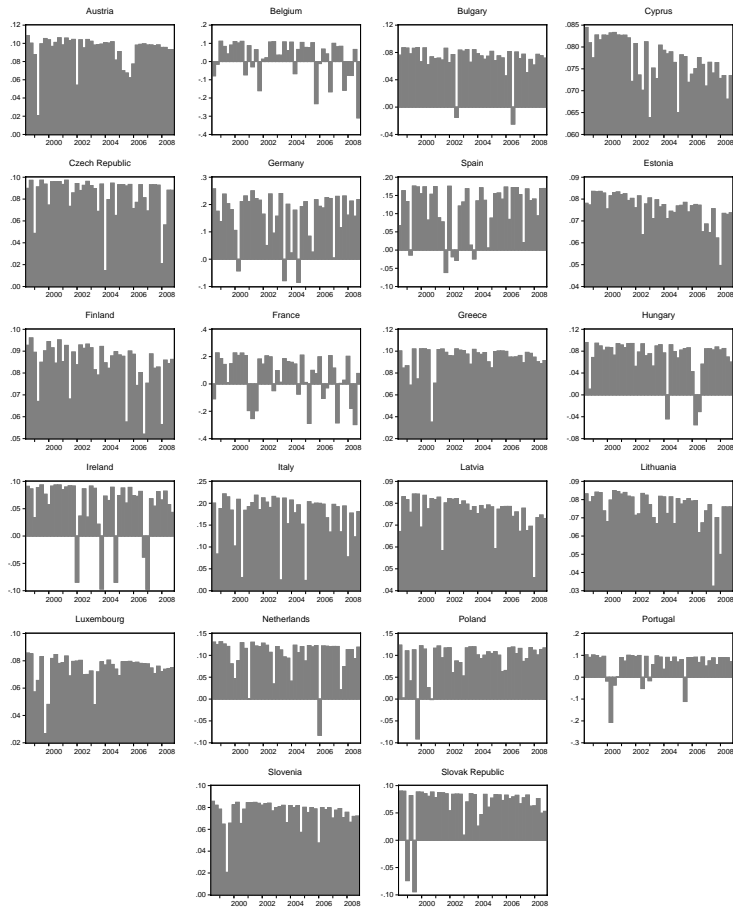 Austria
.12
.10
.08
.06
.04
.02
.00
2000 2002 2004 2006 2008
Belgium
.2
.1
.0
-.1
-.2
-.3
-.4
2000 2002 2004 2006 2008
Bulgary
.12
.08
.04
.00
-.04
2000 2002 2004 2006 2008
Cyprus
.085
.080
.075
.070
.065
.060
2000 2002 2004 2006 2008
Czech Republic
.10
.08
.06
.04
.02
.00
2000 2002 2004 2006 2008
Germany
.3
.2
.1
.0
-.1
2000 2002 2004 2006 2008
Spain
.20
.15
.10
.05
.00
-.05
-.10
2000 2002 2004 2006 2008
Estonia
.09
.08
.07
.06
.05
.04
2000 2002 2004 2006 2008
Finland
.10
.09
.08
.07
.06
.05
2000 2002 2004 2006 2008
France
.4
.2
.0
-.2
-.4
2000 2002 2004 2006 2008
Greece
.12
.10
.08
.06
.04
.02
2000 2002 2004 2006 2008
Hungary
.12
.08
.04
.00
-.04
-.08
2000 2002 2004 2006 2008
Ireland
.10
.05
.00
-.05
-.10
2000 2002 2004 2006 2008
Italy
.25
.20
.15
.10
.05
.00
2000 2002 2004 2006 2008
Latvia
.09
.08
.07
.06
.05
.04
2000 2002 2004 2006 2008
Lithuania
.09
.08
.07
.06
.05
.04
.03
2000 2002 2004 2006 2008
Luxembourg
.10
.08
.06
.04
.02
2000 2002 2004 2006 2008
Netherlands
.15
.10
.05
.00
-.05
-.10
2000 2002 2004 2006 2008
Poland
.15
.10
.05
.00
-.05
-.10
2000 2002 2004 2006 2008
Portugal
.2
.1
.0
-.1
-.2
-.3
2000 2002 2004 2006 2008
Slovenia
.10
.08
.06
.04
.02
.00
2000 2002 2004 2006 2008
Slovak Republic
.10
.05
.00
-.05
-.10
2000 2002 2004 2006 2008